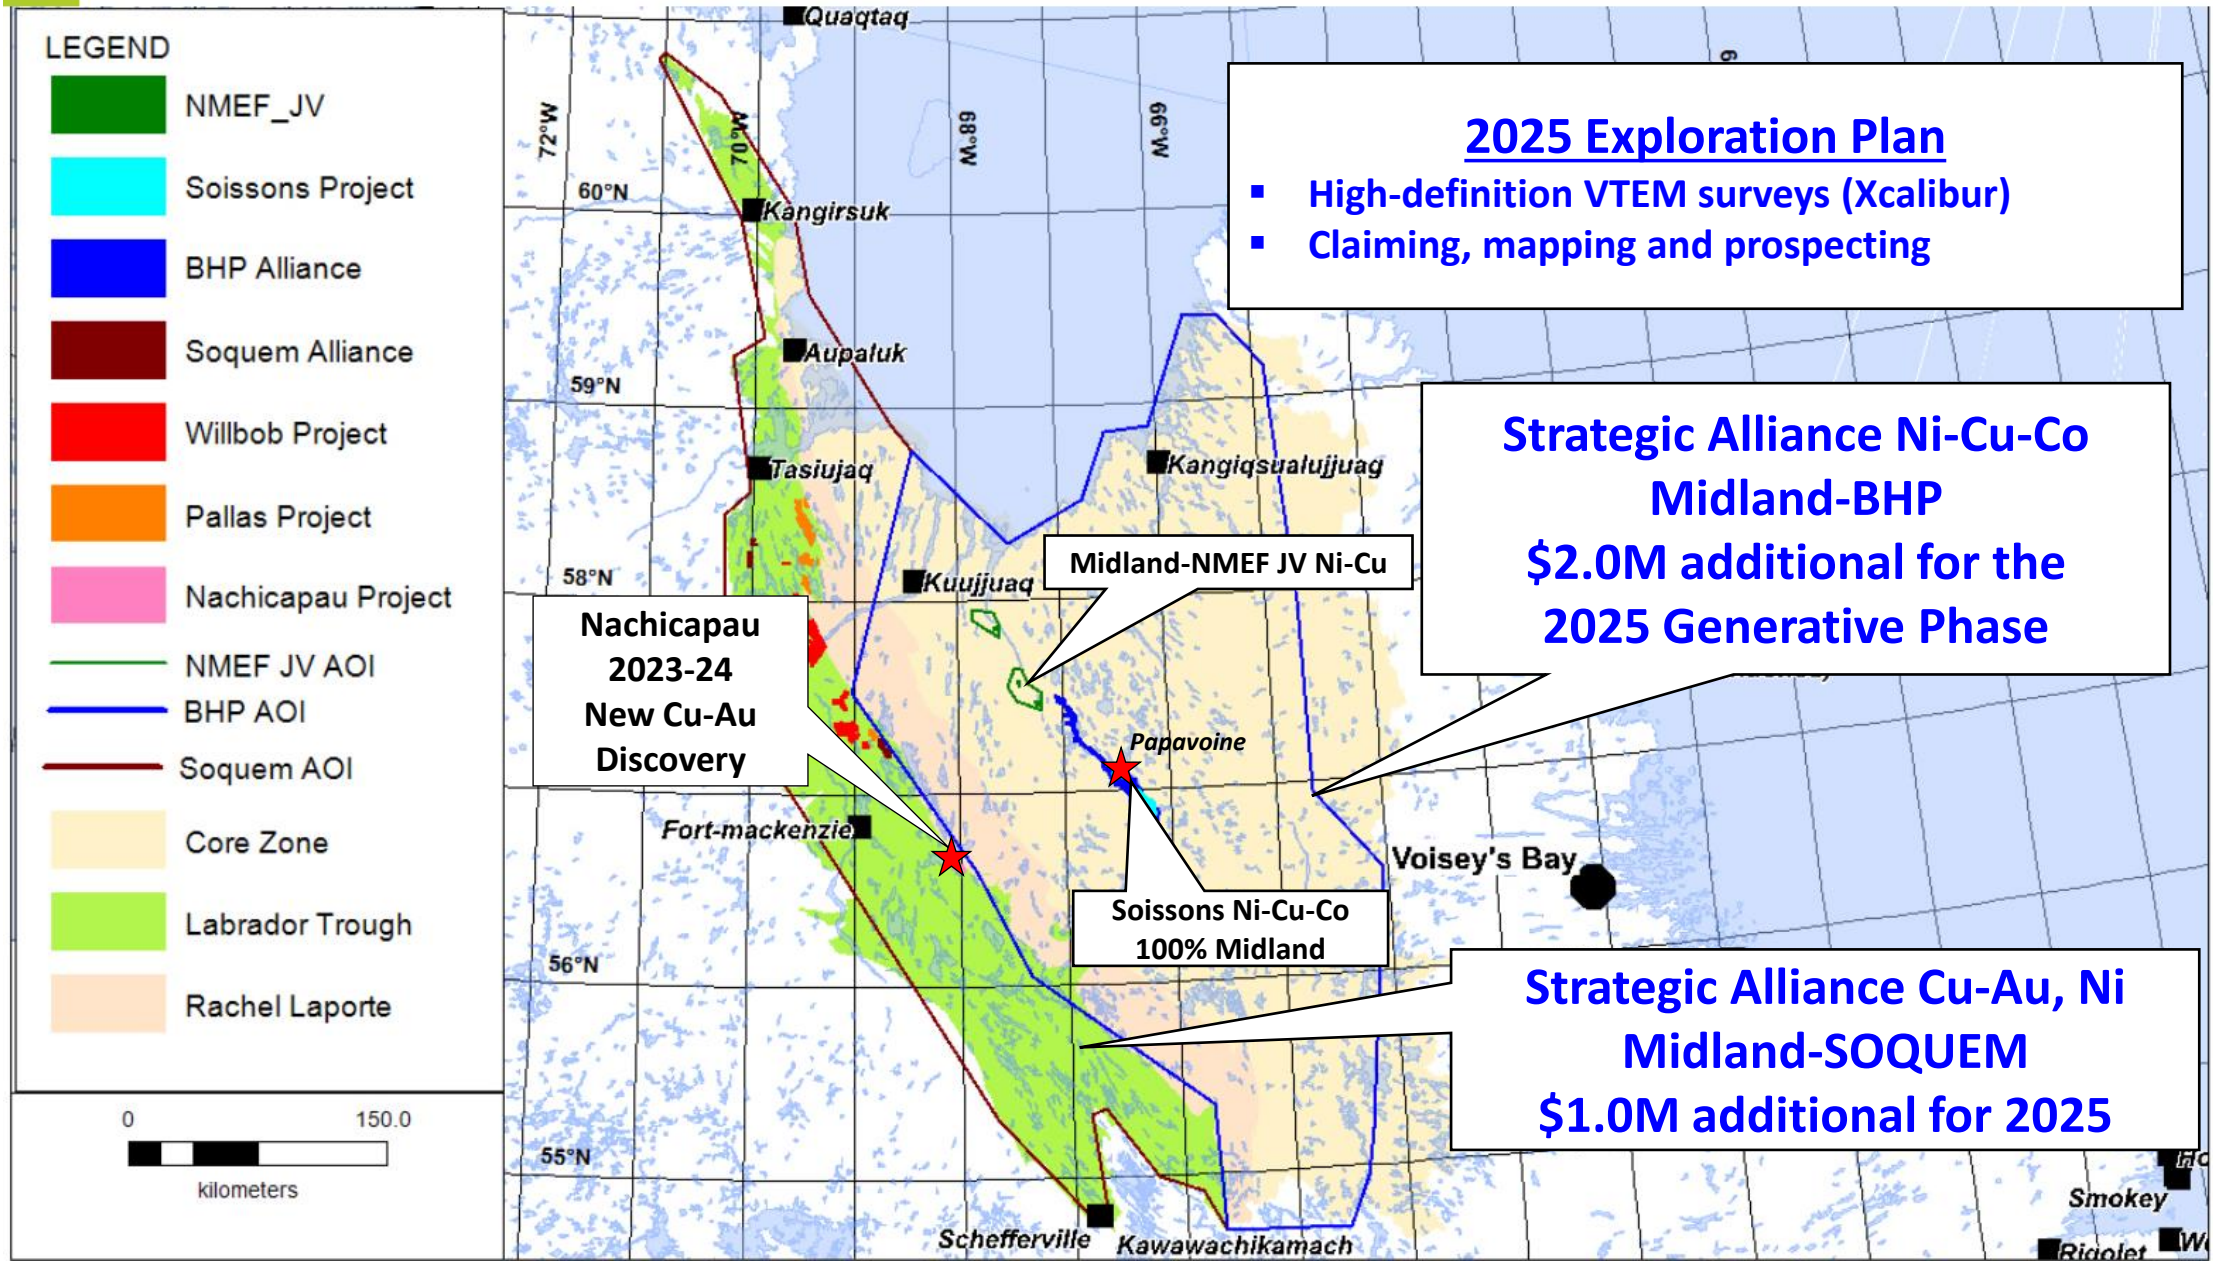 LEGEND
NMEF_JV
Soissons Project
BHP Alliance
Soquem Alliance
Willbob Project
Pallas Project
Nachicapau Project
NMEF JV AOI
BHP AOI
Soquem AOI
Core Zone
Labrador Trough
Rachel Laporte
0 150.0
kilometers
Quaqtaq
72°W
70°W
68°W
66°W
60°N
Kangirsuk
2025 Exploration Plan
▪ High-definition VTEM surveys (Xcalibur)
▪ Claiming, mapping and prospecting
Aupaluk
59°N
Tasiujaq
Kangiqsualujjuag
Strategic Alliance Ni-Cu-Co
Midland-BHP
$2.0M additional for the
2025 Generative Phase
58°N
Kuujjuaq
Midland-NMEF JV Ni-Cu
Nachicapau
2023-24
New Cu-Au
Discovery
Papavoine
Fort-mackenzie
Voisey's Bay
Soissons Ni-Cu-Co
100% Midland
56°N
Strategic Alliance Cu-Au, Ni
Midland-SOQUEM
$1.0M additional for 2025
55°N
Schefferville
Kawawachikamach
Ho
Smokey
Rigolet